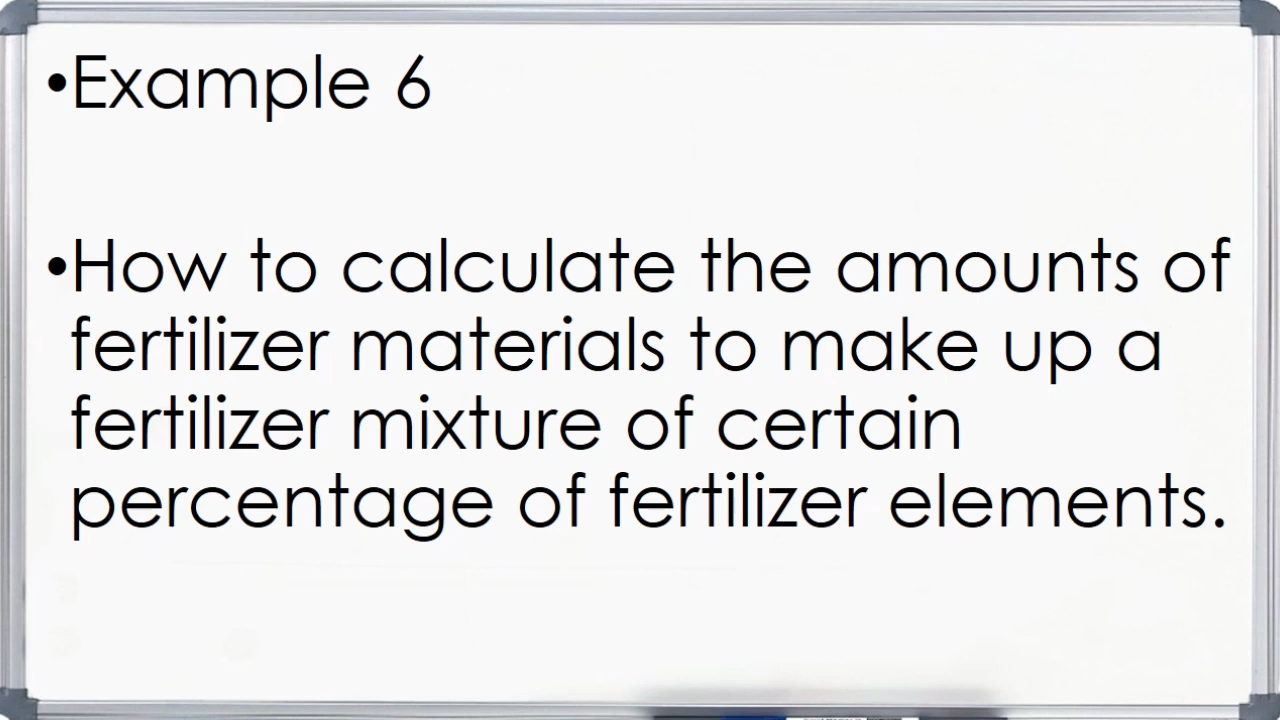 •Example 6
•How to calculate the amounts of
fertilizer materials to make up a
fertilizer mixture of certain
percentage of fertilizer elements.